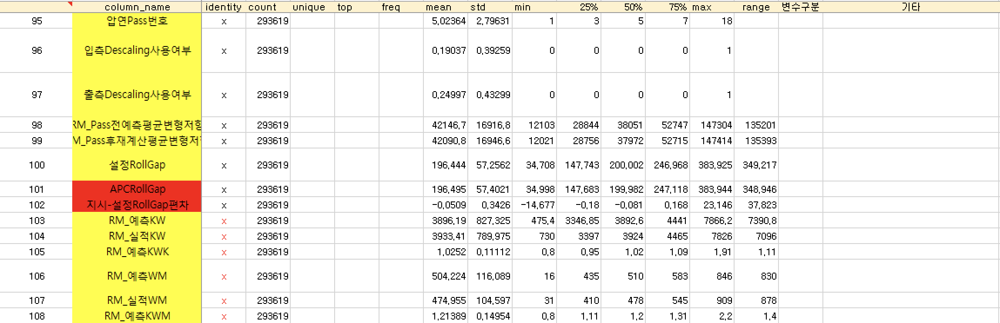 column_name identity count unique top freq mean std min 25% 50% 75% max range 변수구분 기타
95 압연Pass번호 x 293619 5,02364 2,79631 1 3 5 7 18
96 입측Descaling사용여부 x 293619 0,19037 0,39259 0 0 0 0 1
97 출측Descaling사용여부 x 293619 0,24997 0,43299 0 0 0 0 1
98 RM_Pass전예측평균변형저항 x 293619 42146,7 16916,8 12103 28844 38051 52747 147304 135201
99 M_Pass후재계산평균변형저 x 293619 42090,8 16946,6 12021 28756 37972 52715 147414 135393
100 설정RollGap x 293619 196,444 57,2562 34,708 147,743 200,002 246,968 383,925 349,217
101 APCRollGap x 293619 196,495 57,4021 34,998 147,683 199,982 247,118 383,944 348,946
102 지시-설정RollGap편차 x 293619 -0,0509 0,3426 -14,677 -0,18 -0,081 0,168 23,146 37,823
103 RM_예측KW x 293619 3896,19 827,325 475,4 3346,85 3892,6 4441 7866,2 7390,8
104 RM_실적KW x 293619 3933,41 789,975 730 3397 3924 4465 7826 7096
105 RM_예측KWK x 293619 1,0252 0,11112 0,8 0,95 1,02 1,09 1,91 1,11
106 RM_예측WM x 293619 504,224 116,089 16 435 510 583 846 830
107 RM_실적WM x 293619 474,955 104,597 31 410 478 545 909 878
108 RM_예측KWM x 293619 1,21389 0,14954 0,8 1,11 1,2 1,31 2,2 1,4